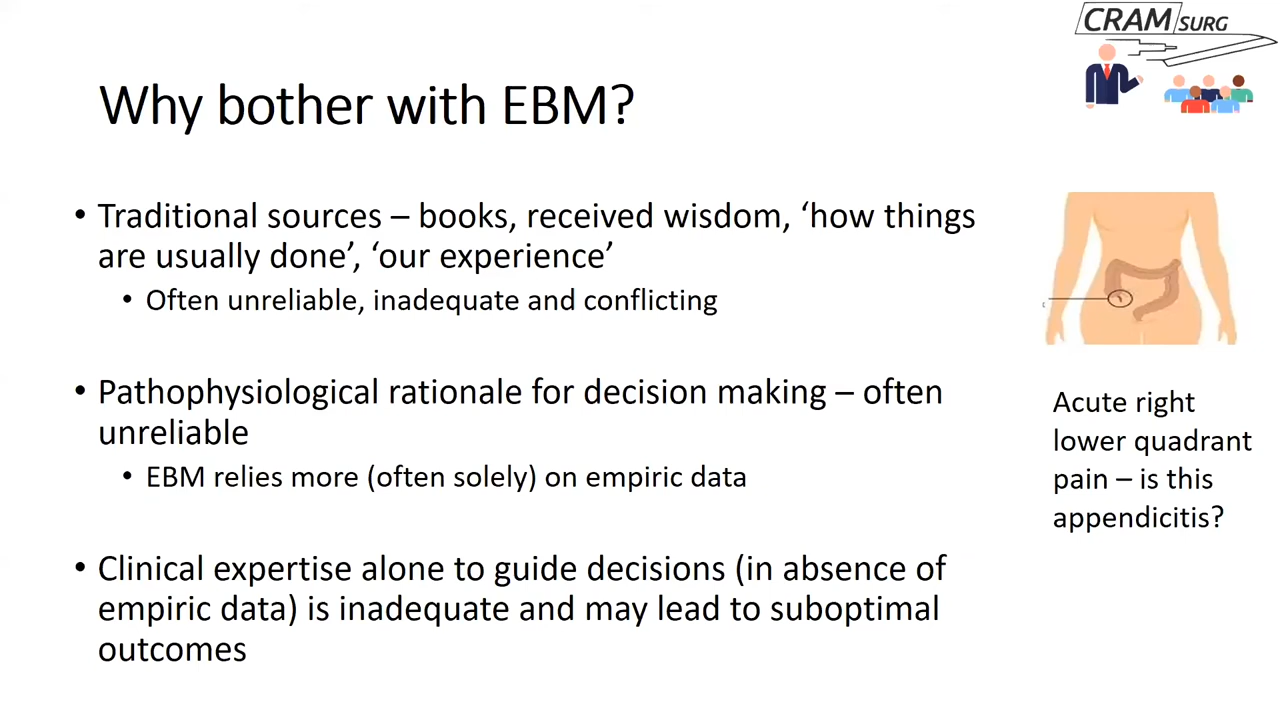 CRAM SURG
Why bother with EBM?
• Traditional sources – books, received wisdom, ‘how things
are usually done’, ‘our experience’
• Often unreliable, inadequate and conflicting
• Pathophysiological rationale for decision making – often
unreliable
• EBM relies more (often solely) on empiric data
• Clinical expertise alone to guide decisions (in absence of
empiric data) is inadequate and may lead to suboptimal
outcomes
Acute right
lower quadrant
pain – is this
appendicitis?